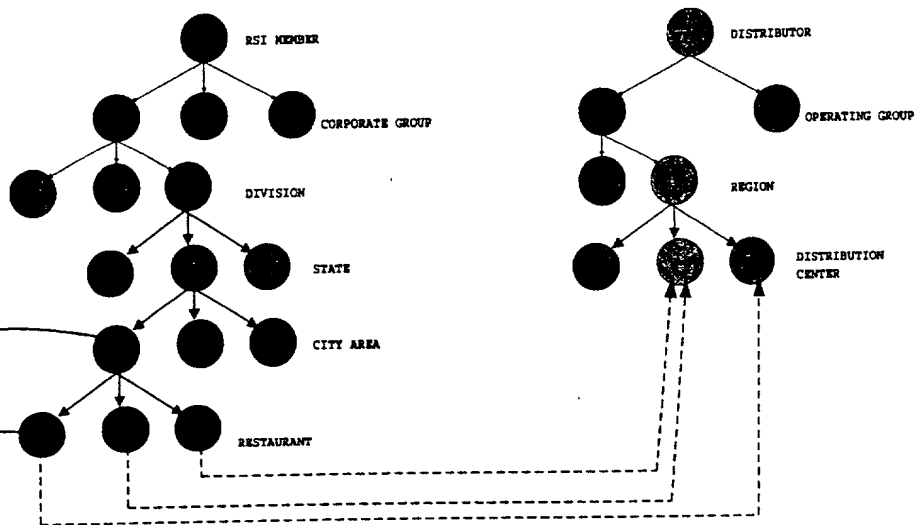 RSI MEMBER
DISTRIBUTOR
CORPORATE GROUP
OPERATING GROUP
DIVISION
REGION
STATE
DISTRIBUTION
CENTER
CITY AREA
RESTAURANT